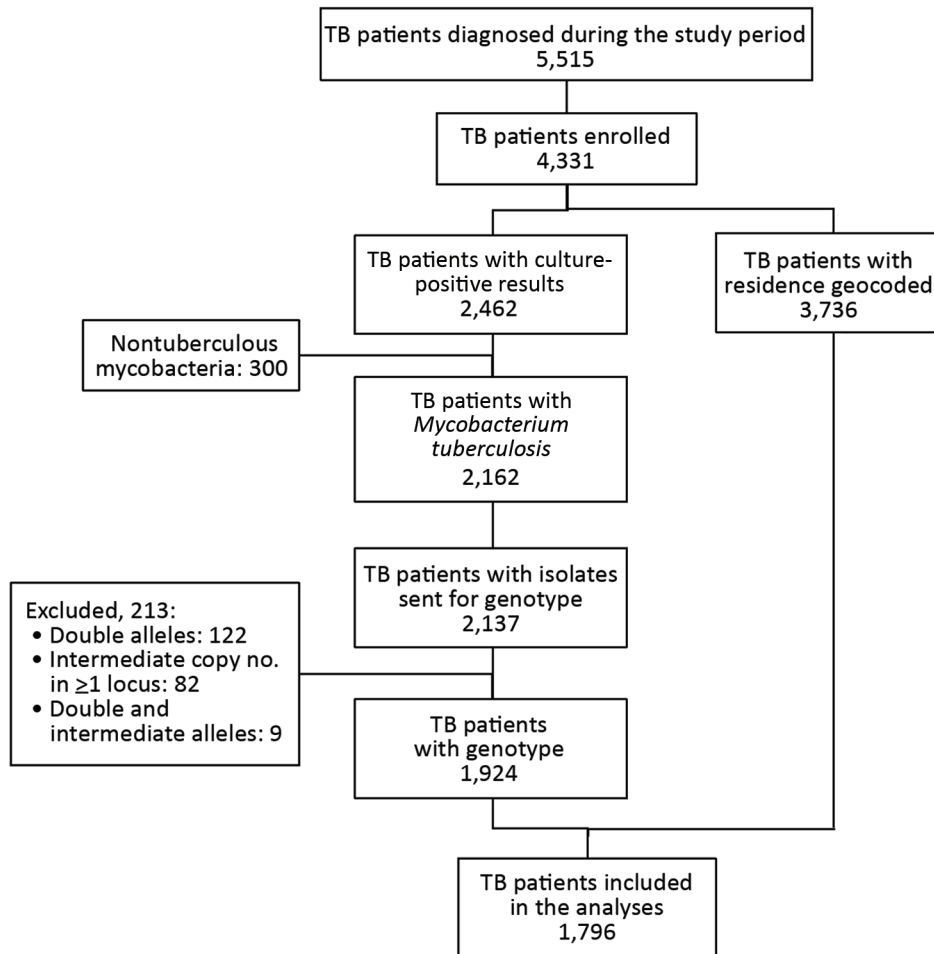 TB patients diagnosed during the study period
5,515
TB patients enrolled
4,331
TB patients with culture-
positive results
2,462
TB patients with
residence geocoded
3,736
Nontuberculous
mycobacteria: 300
TB patients with
Mycobacterium
tuberculosis
2,162
TB patients with isolates
sent for genotype
2,137
Excluded, 213:
• Double alleles: 122
• Intermediate copy no.
in ≥1 locus: 82
• Double and
intermediate alleles: 9
TB patients
with genotype
1,924
TB patients included
in the analyses
1,796